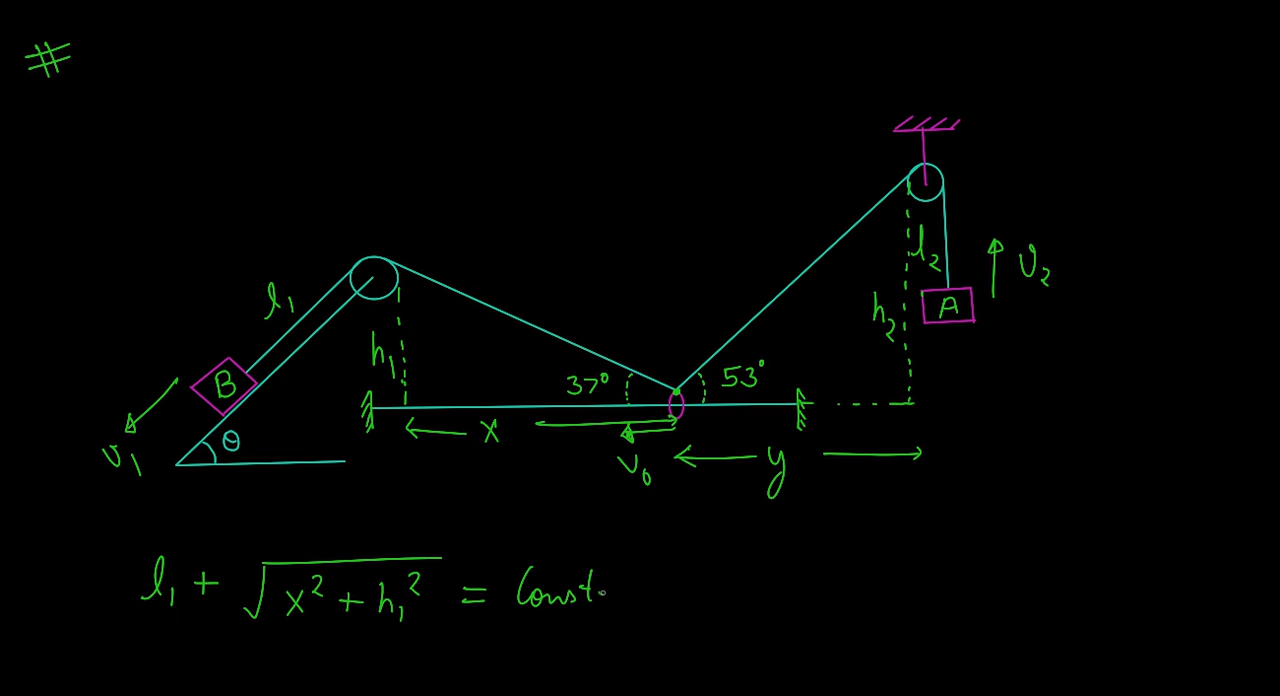 #
l₁
B
v₁
θ
h₁
37°
53°
x
v₀
y
h₂
l₂
A
v₂
l₁ + √(x² + h₁²) = Const.